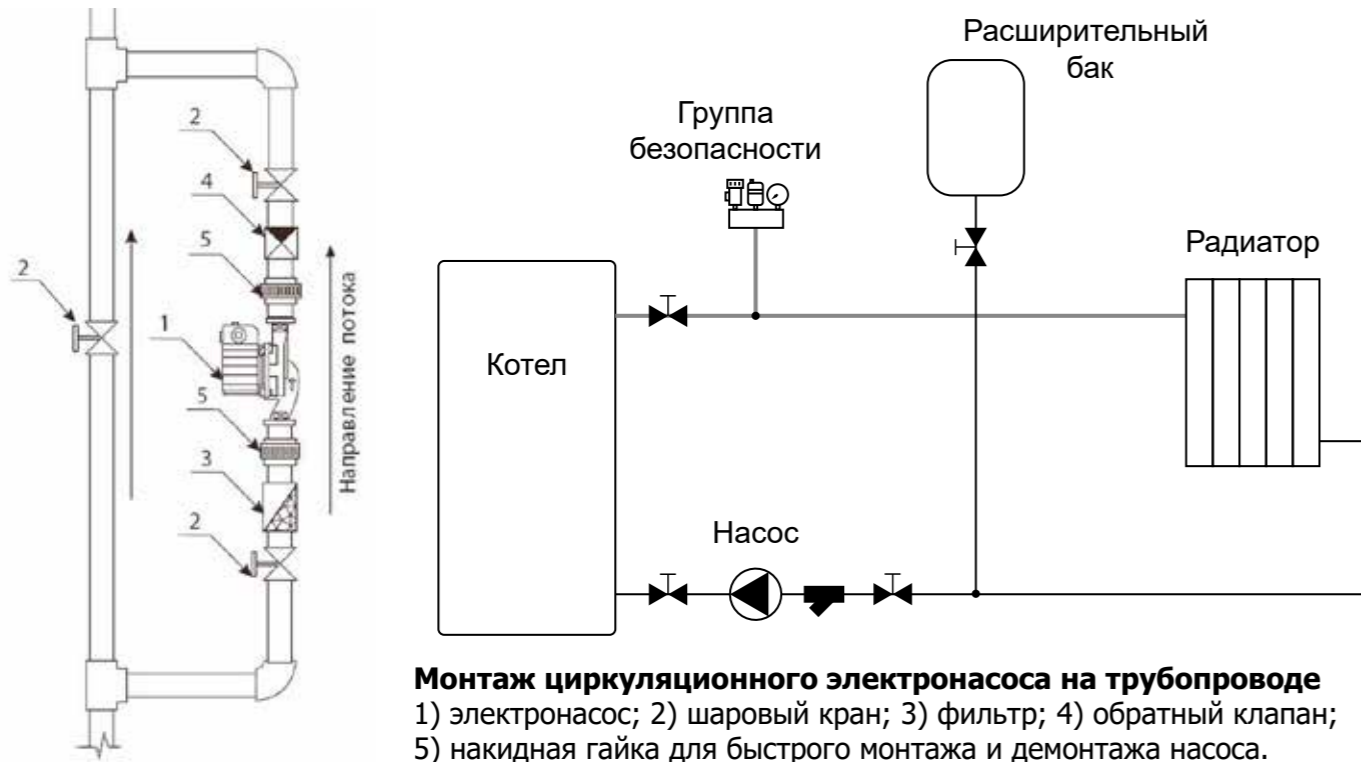 2
4
5
2
1
5
3
2
Направление потока
Расширительный
бак
Группа
безопасности
Радиатор
Котел
Насос
Монтаж циркуляционного электронасоса на трубопроводе
1) электронасос; 2) шаровый кран; 3) фильтр; 4) обратный клапан;
5) накидная гайка для быстрого монтажа и демонтажа насоса.